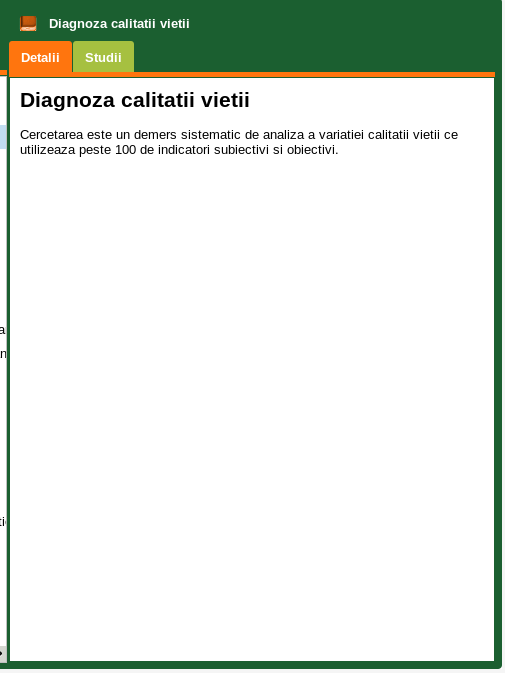 Diagnoza calitatii vietii
Detalii
Studii
Diagnoza calitatii vietii
Cercetarea este un demers sistematic de analiza a variatiei calitatii vietii ce
utilizeaza peste 100 de indicatori subiectivi si obiectivi.